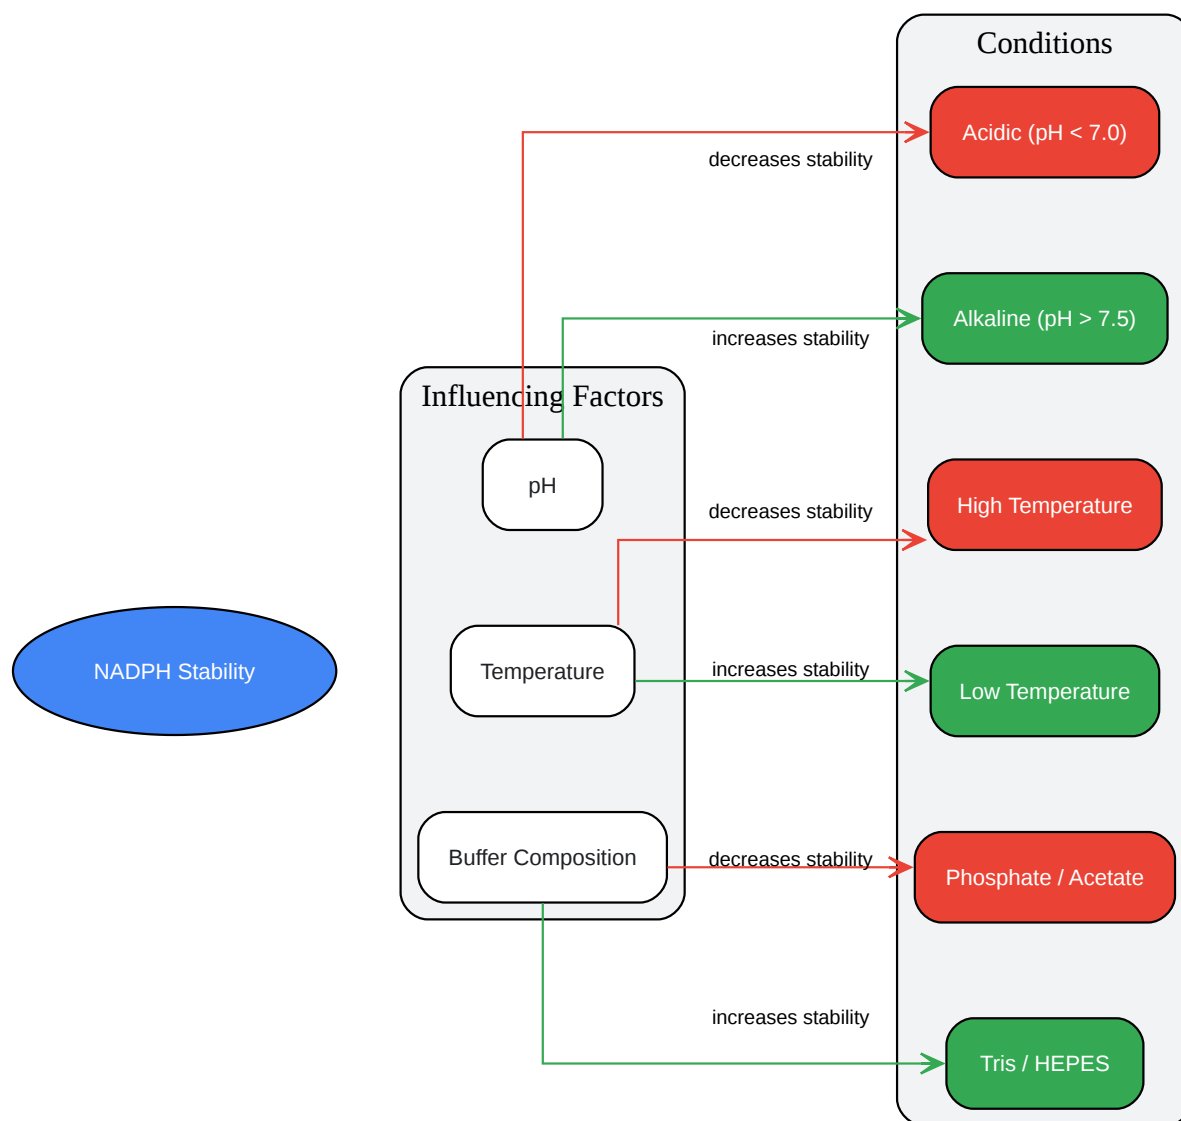 Conditions
Acidic (pH < 7.0)
decreases stability
Alkaline (pH > 7.5)
increases stability
Influencing Factors
pH
High Temperature
decreases stability
NADPH Stability
Temperature
increases stability
Low Temperature
Buffer Composition
decreases stability
Phosphate / Acetate
increases stability
Tris / HEPES